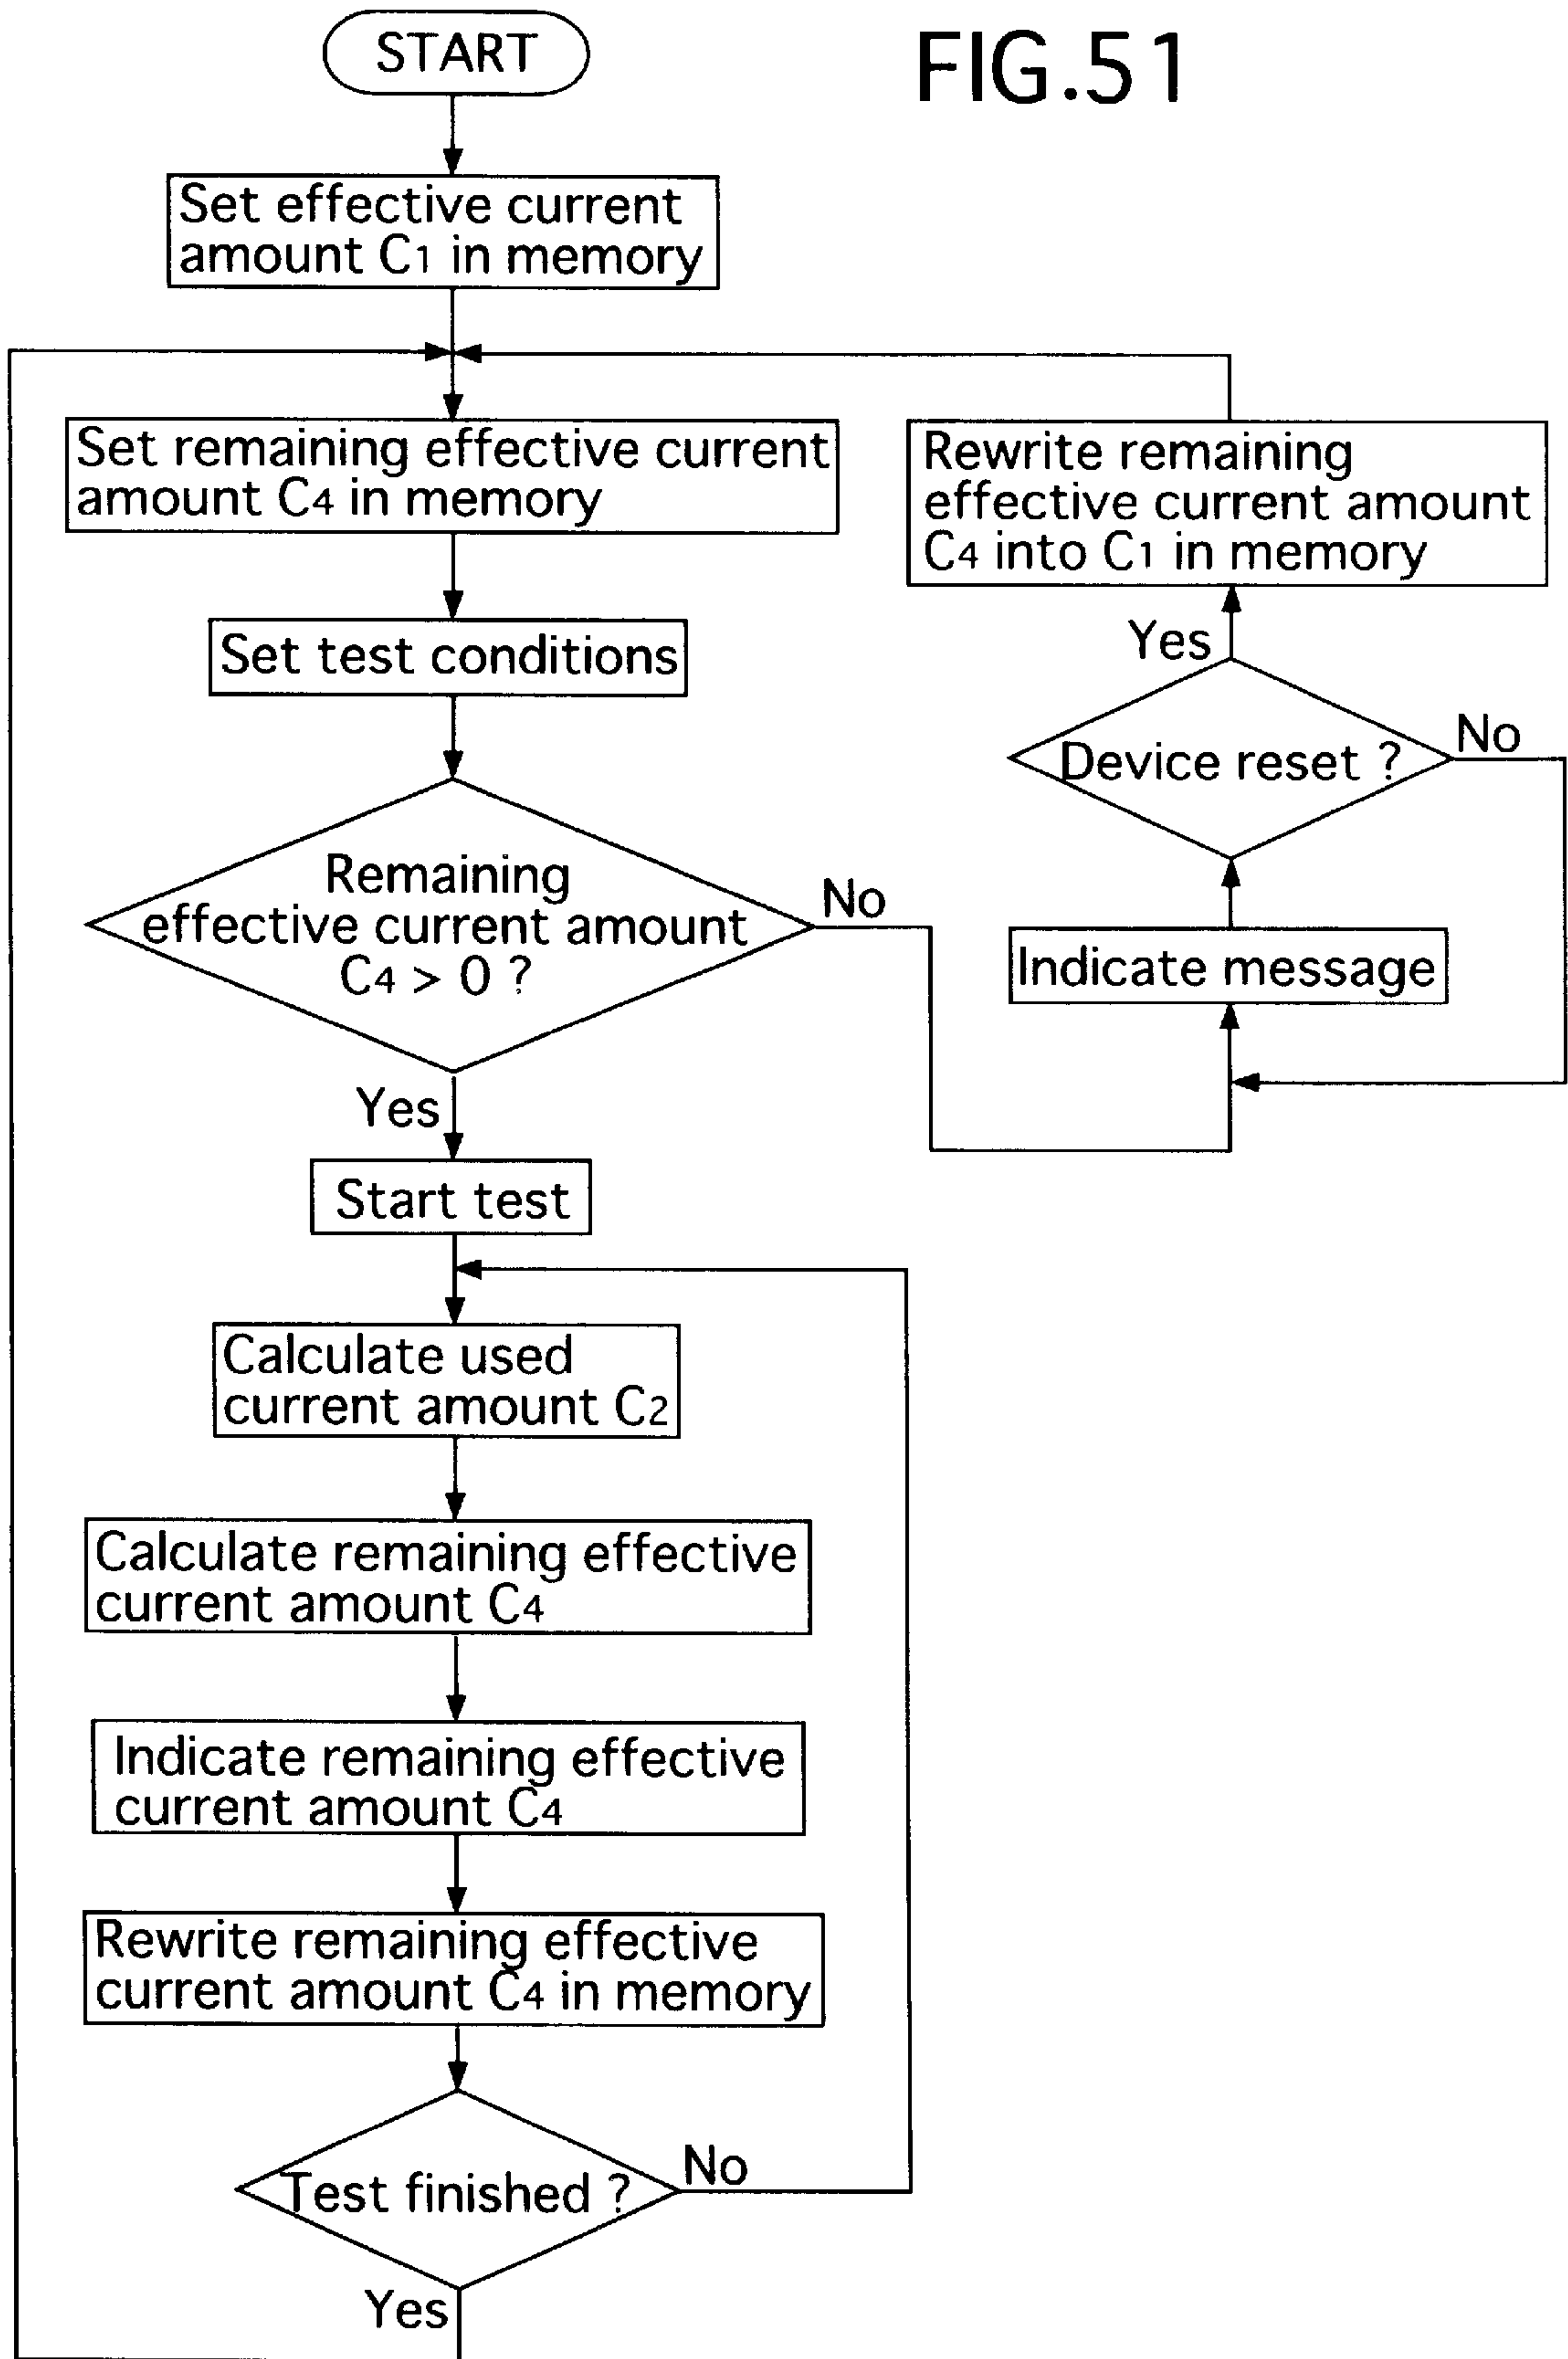 START
FIG.51
Set effective current
amount C1 in memory
Set remaining effective current
amount C4 in memory
Rewrite remaining
effective current amount
C4 into C1 in memory
Yes
Set test conditions
Device reset ?
No
Remaining
effective current amount
C4 > 0 ?
No
Indicate message
Yes
Start test
Calculate used
current amount C2
Calculate remaining effective
current amount C4
Indicate remaining effective
current amount C4
Rewrite remaining effective
current amount C4 in memory
Test finished ?
No
Yes